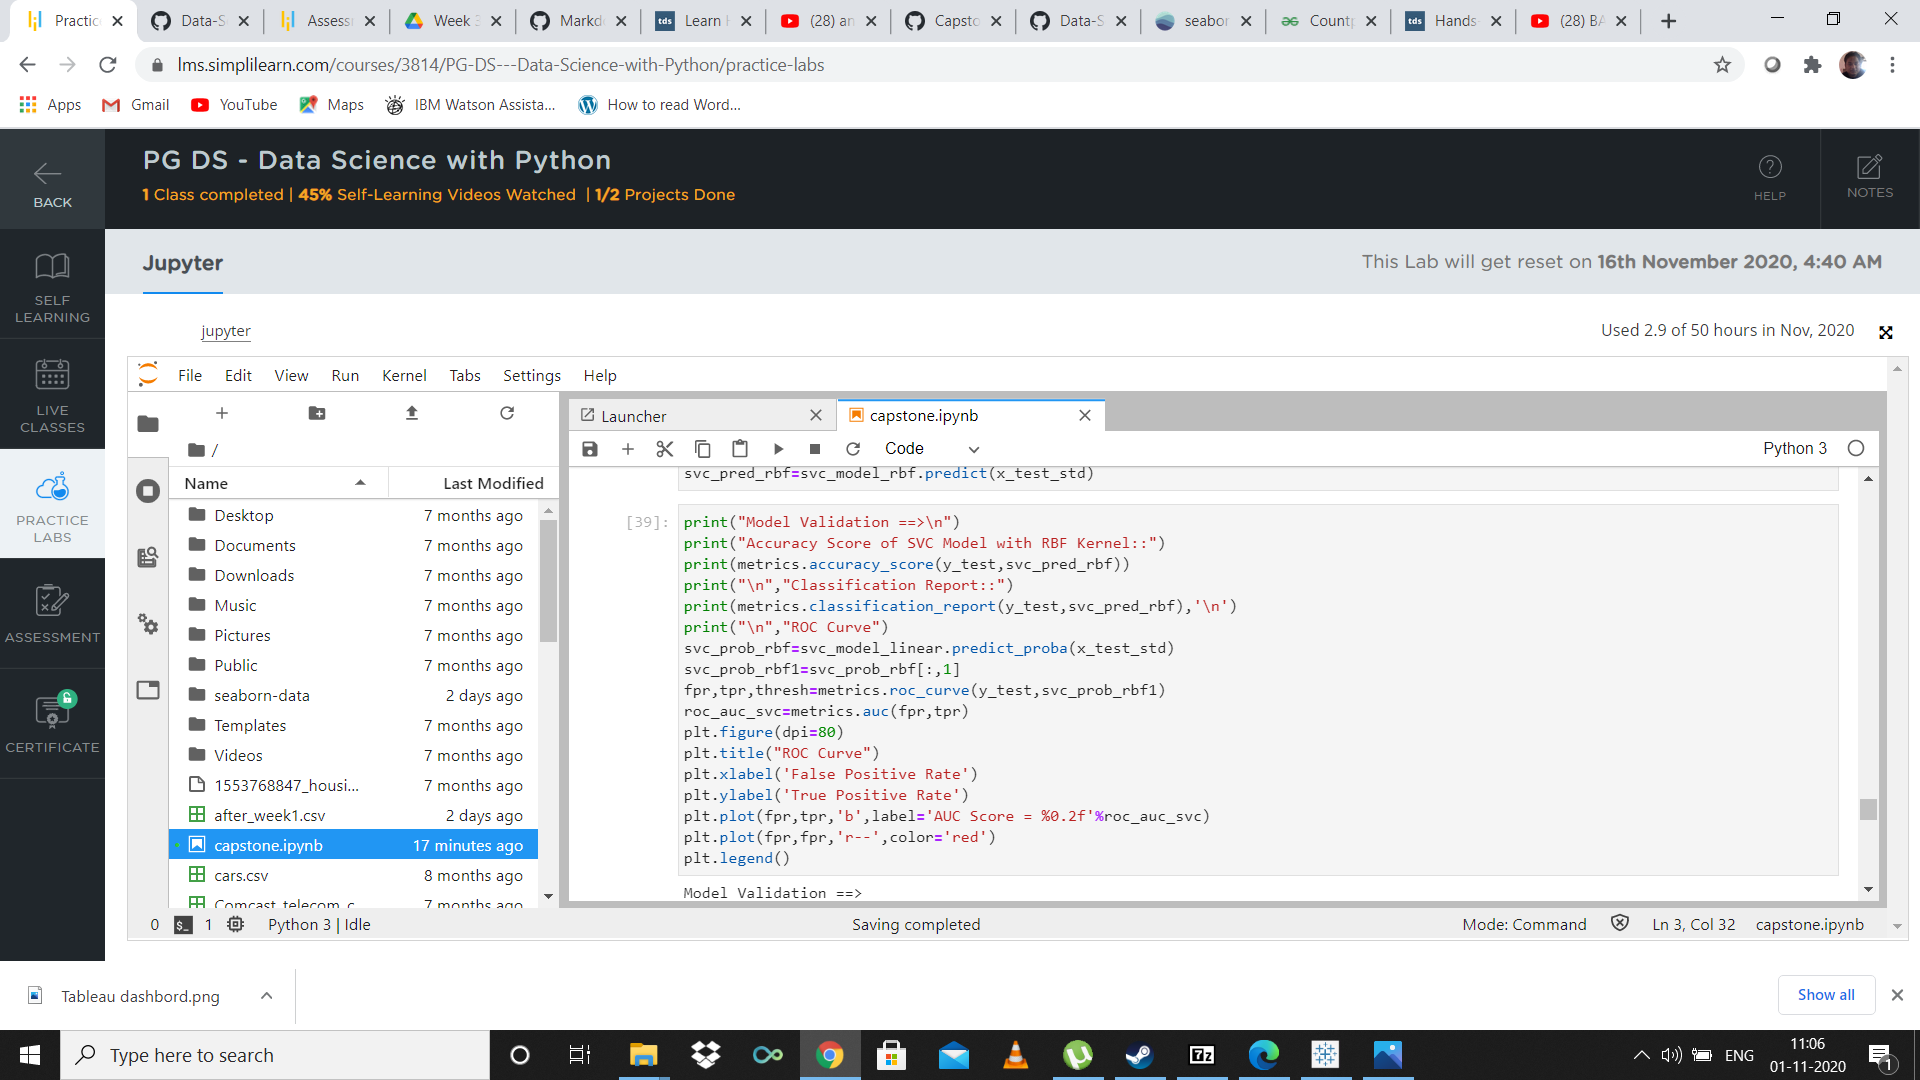 Practic
Data-S
Assessr
Week 3
Markd
Learn
(28) an
Capsto
Data-S
seabor
Count
Hands
(28) BA
lms.simplilearn.com/courses/3814/PG-DS---Data-Science-with-Python/practice-labs
Apps
Gmail
YouTube
Maps
IBM Watson Assista...
How to read Word...
BACK
PG DS - Data Science with Python
1 Class completed | 45% Self-Learning Videos Watched | 1/2 Projects Done
HELP
NOTES
SELF
LEARNING
LIVE
CLASSES
PRACTICE
LABS
ASSESSMENT
CERTIFICATE
Jupyter
This Lab will get reset on 16th November 2020, 4:40 AM
jupyter
Used 2.9 of 50 hours in Nov, 2020
File Edit View Run Kernel Tabs Settings Help
/
Name Last Modified
Desktop 7 months ago
Documents 7 months ago
Downloads 7 months ago
Music 7 months ago
Pictures 7 months ago
Public 7 months ago
seaborn-data 2 days ago
Templates 7 months ago
Videos 7 months ago
1553768847_housi... 7 months ago
after_week1.csv 2 days ago
capstone.ipynb 17 minutes ago
cars.csv 8 months ago
Comcast_telecom_c 7 months ago
Launcher
capstone.ipynb
Code
Python 3
svc_pred_rbf=svc_model_rbf.predict(x_test_std)
[39]:
print("Model Validation ==>\n")
print("Accuracy Score of SVC Model with RBF Kernel::")
print(metrics.accuracy_score(y_test,svc_pred_rbf))
print("\n","Classification Report::")
print(metrics.classification_report(y_test,svc_pred_rbf),'\n')
print("\n","ROC Curve")
svc_prob_rbf=svc_model_linear.predict_proba(x_test_std)
svc_prob_rbf1=svc_prob_rbf[:,1]
fpr,tpr,thresh=metrics.roc_curve(y_test,svc_prob_rbf1)
roc_auc_svc=metrics.auc(fpr,tpr)
plt.figure(dpi=80)
plt.title("ROC Curve")
plt.xlabel('False Positive Rate')
plt.ylabel('True Positive Rate')
plt.plot(fpr,tpr,'b',label='AUC Score = %0.2f'%roc_auc_svc)
plt.plot(fpr,fpr,'r--',color='red')
plt.legend()
Model Validation ==>
0 1 Python 3 | Idle
Saving completed
Mode: Command
Ln 3, Col 32
capstone.ipynb
Tableau dashbord.png
Show all
Type here to search
ENG
11:06
01-11-2020
1